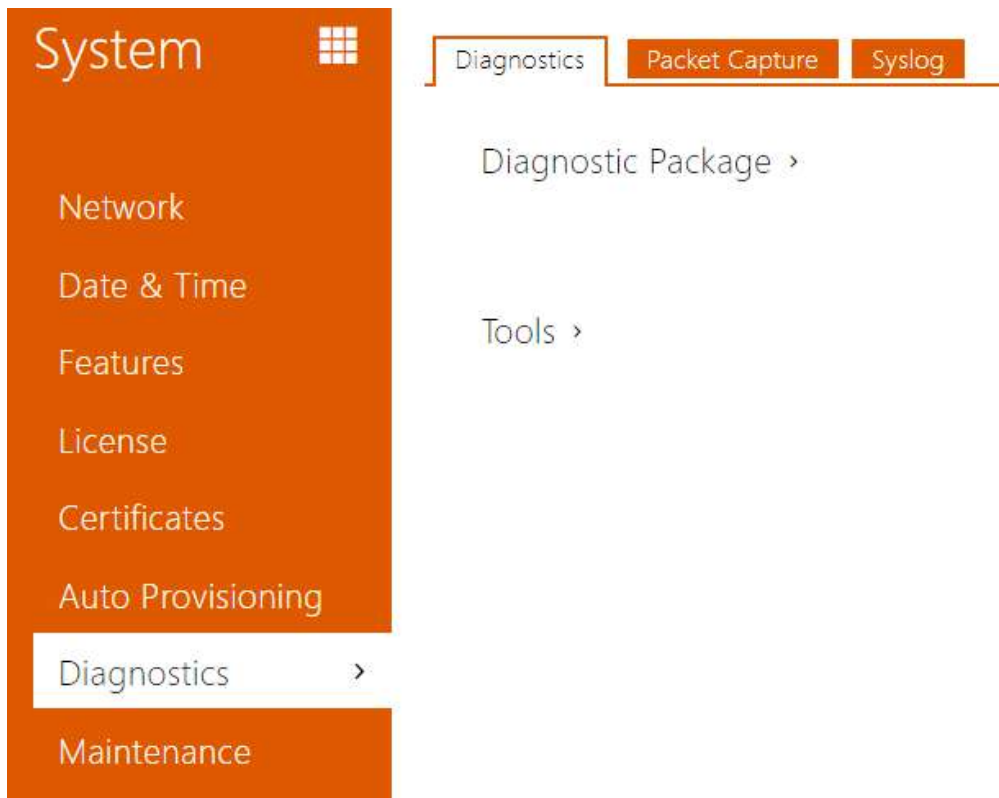 System
Network
Date & Time
Features
License
Certificates
Auto Provisioning
Diagnostics
Maintenance
Diagnostics
Packet Capture
Syslog
Diagnostic Package
Tools